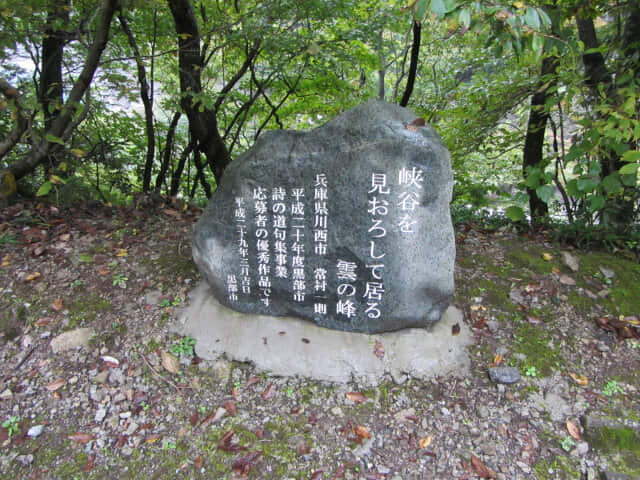 峡谷を
見おろして居る
雲の峰
兵庫県川西市 常村一則
平成二十年度黒部市
詩の道句集事業
応募者の優秀作品です
平成二十九年三月吉日 黒部市